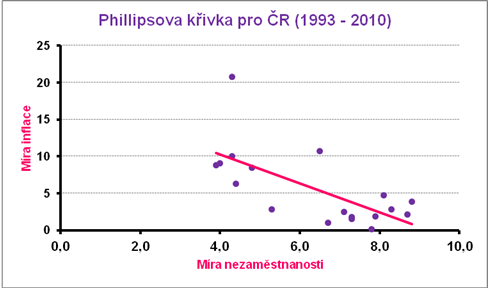 Phillipsova křivka pro ČR (1993 - 2010)
Míra inflace
25
20
15
10
5
0
0,0 2,0 4,0 6,0 8,0 10,0
Míra nezaměstnanosti